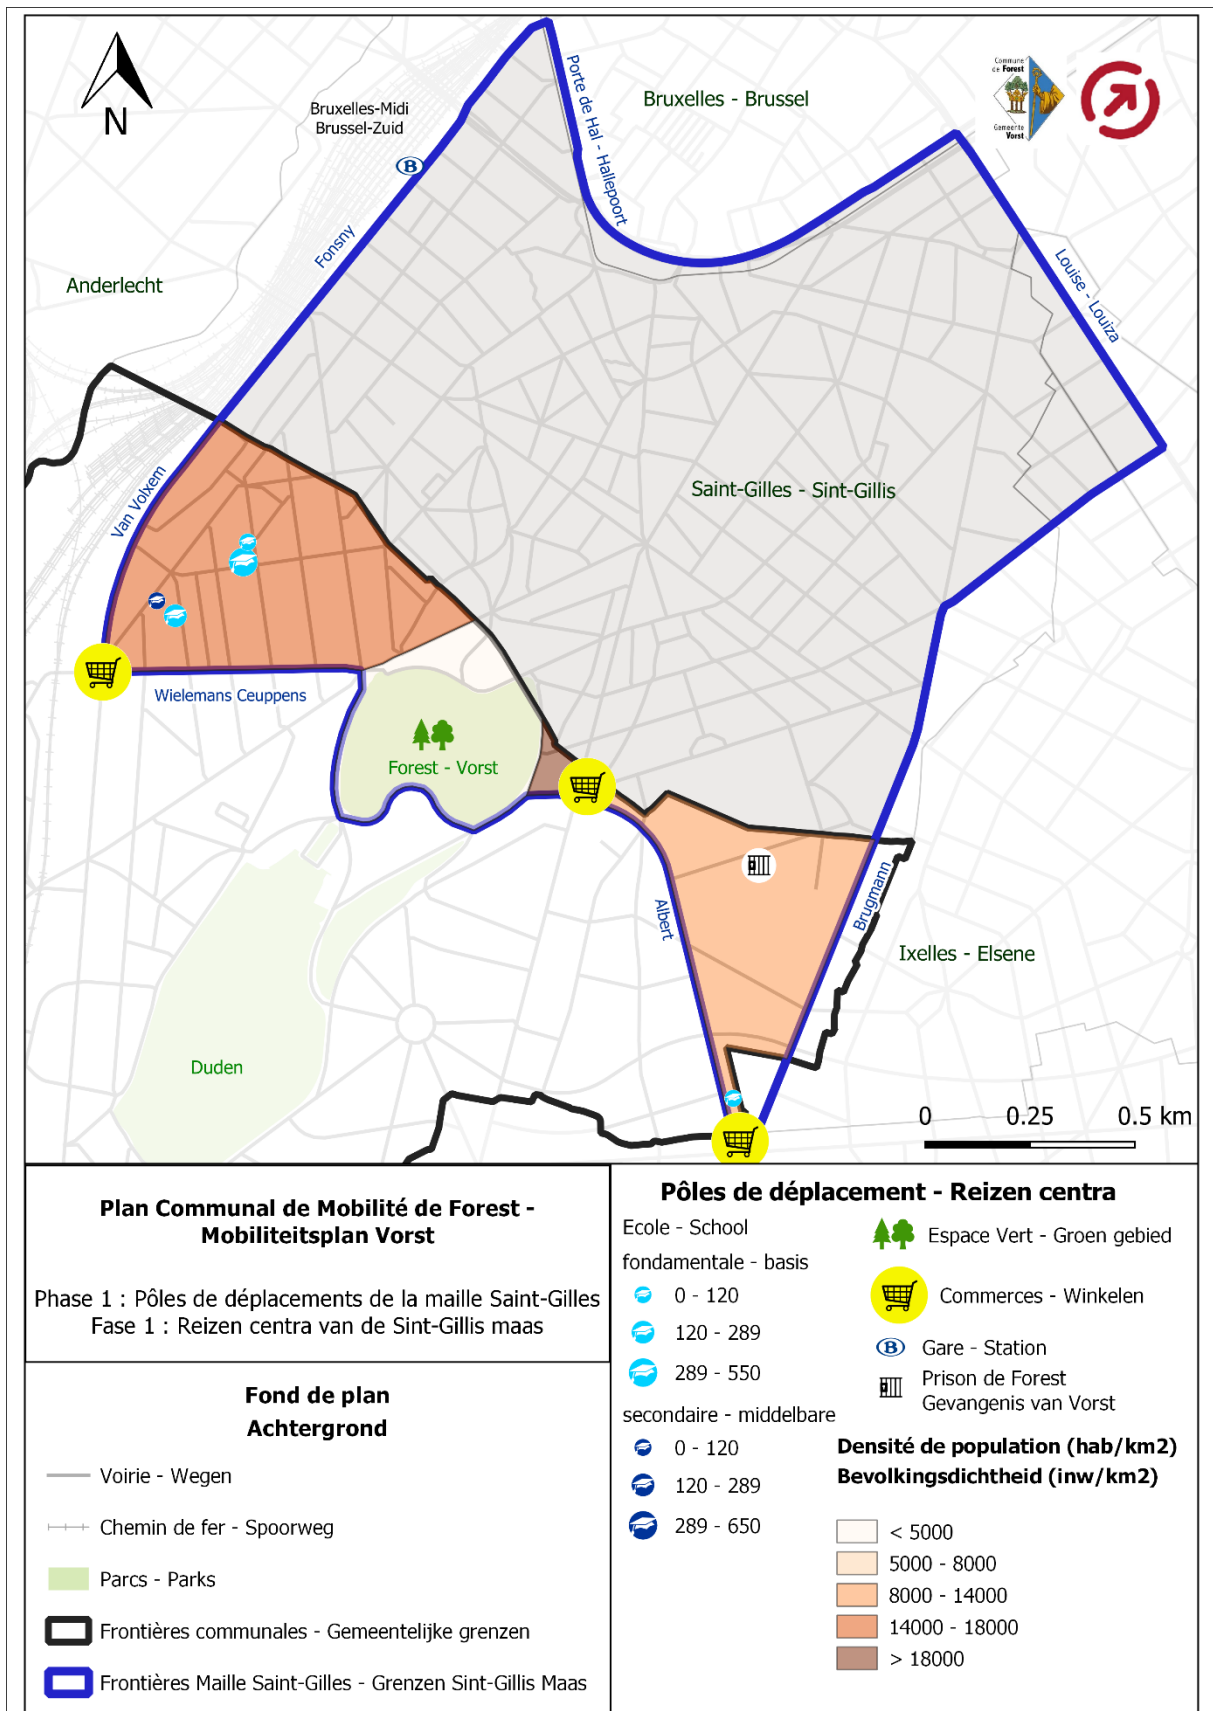 N
Bruxelles-Midi
Brussel-Zuid
B
Porte de Hal - Hallepoort
Bruxelles - Brussel
Commune
de Forest
Gemeente
Vorst
Fonsny
Anderlecht
Louise - Louiza
Saint-Gilles - Sint-Gillis
Van Volxem
Wielemans Ceuppens
Forest - Vorst
Albert
Brugmann
Ixelles - Elsene
Duden
0 0.25 0.5 km
Plan Communal de Mobilité de Forest -
Mobiliteitsplan Vorst
Phase 1 : Pôles de déplacements de la maille Saint-Gilles
Fase 1 : Reizen centra van de Sint-Gillis maas
Fond de plan
Achtergrond
Voirie - Wegen
Chemin de fer - Spoorweg
Parcs - Parks
Frontières communales - Gemeentelijke grenzen
Frontières Maille Saint-Gilles - Grenzen Sint-Gillis Maas
Pôles de déplacement - Reizen centra
Ecole - School
fondamentale - basis
0 - 120
120 - 289
289 - 550
secondaire - middelbare
0 - 120
120 - 289
289 - 650
Espace Vert - Groen gebied
Commerces - Winkelen
B Gare - Station
Prison de Forest
Gevangenis van Vorst
Densité de population (hab/km2)
Bevolkingsdichtheid (inw/km2)
< 5000
5000 - 8000
8000 - 14000
14000 - 18000
> 18000